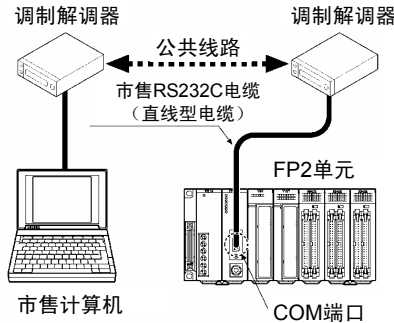 调制解调器
调制解调器
公共线路
市售RS232C电缆
（直线型电缆）
FP2单元
市售计算机
COM端口